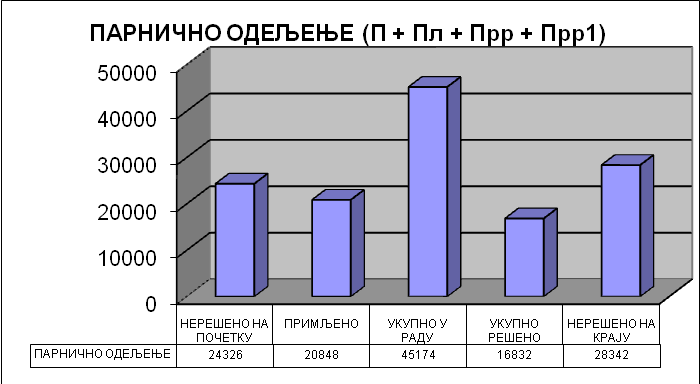 ПАРНИЧНО ОДЕЉЕЊЕ (П + Пл + Прр + Прр1)
50000
40000
30000
20000
10000
0
НЕРЕШЕНО НА ПОЧЕТКУ
ПРИМЉЕНО
УКУПНО У РАДУ
УКУПНО РЕШЕНО
НЕРЕШЕНО НА КРАЈУ
ПАРНИЧНО ОДЕЉЕЊЕ 24326 20848 45174 16832 28342